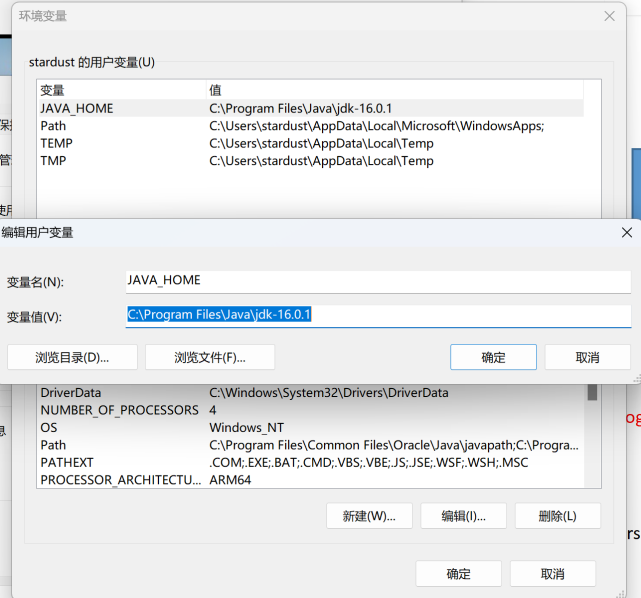 环境变量
stardust 的用户变量(U)
变量 值
JAVA_HOME C:\Program Files\Java\jdk-16.0.1
Path C:\Users\stardust\AppData\Local\Microsoft\WindowsApps;
TEMP C:\Users\stardust\AppData\Local\Temp
TMP C:\Users\stardust\AppData\Local\Temp
管
编辑用户变量
变量名(N): JAVA_HOME
变量值(V): C:\Program Files\Java\jdk-16.0.1
浏览目录(D)... 浏览文件(F)... 确定 取消
DriverData C:\Windows\System32\Drivers\DriverData
NUMBER_OF_PROCESSORS 4
OS Windows_NT
Path C:\Program Files\Common Files\Oracle\Java\javapath;C:\Progra...
PATHEXT .COM;.EXE;.BAT;.CMD;.VBS;.VBE;.JS;.JSE;.WSF;.WSH;.MSC
PROCESSOR_ARCHITECTU... ARM64
新建(W)... 编辑(I)... 删除(L)
确定 取消
og
rs